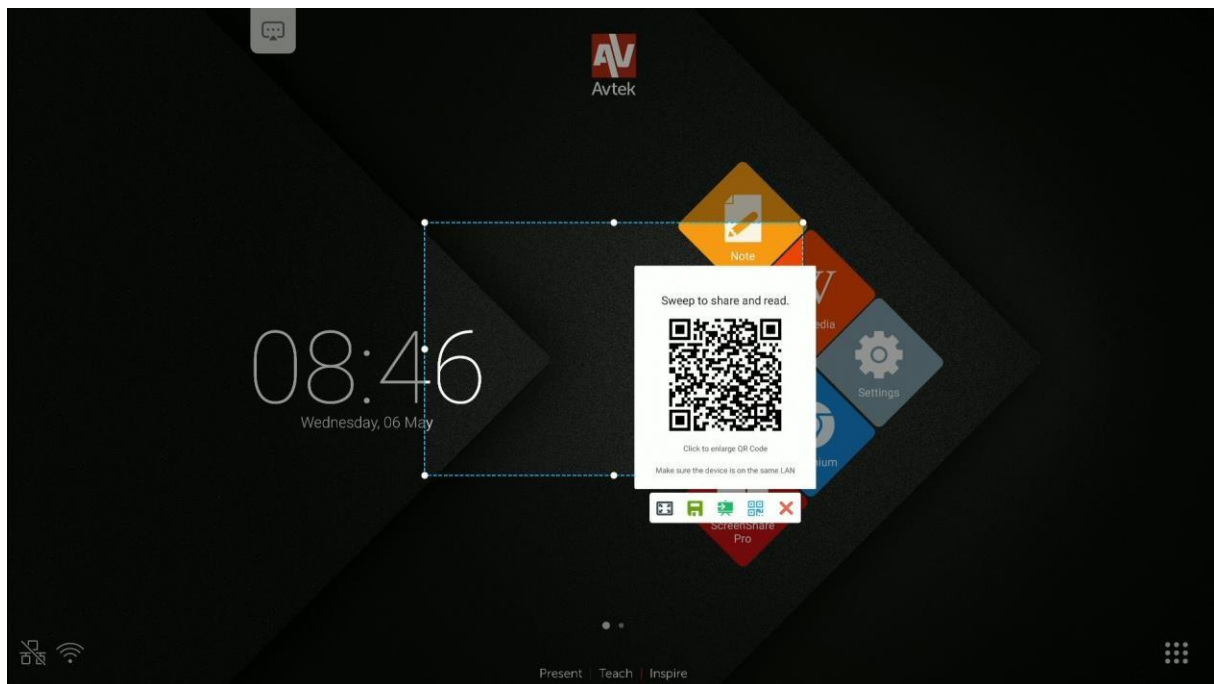 AV
Avtek
Note
Sweep to share and read.
edia
08:46
Settings
Wednesday, 06 May
Click to enlarge QR Code
ium
Make sure the device is on the same LAN
ScreenShare
Pro
Present | Teach | Inspire